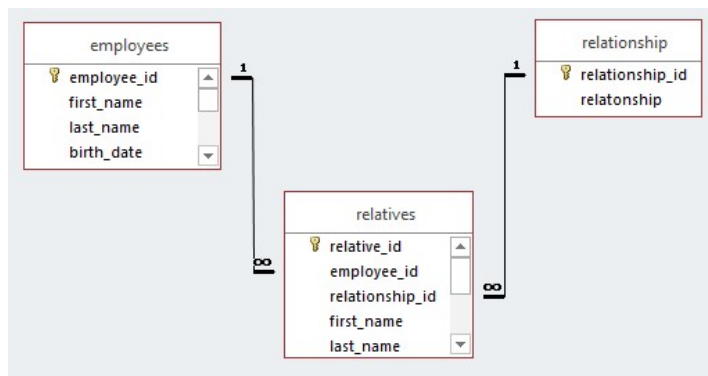 employees
employee_id
first_name
last_name
birth_date
1
∞
relationship
relationship_id
relatonship
1
∞
relatives
relative_id
employee_id
relationship_id
first_name
last_name